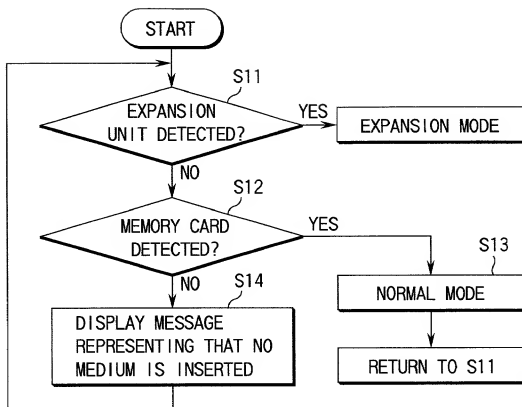 START
S11
EXPANSION
UNIT DETECTED?
YES
EXPANSION MODE
NO
S12
MEMORY CARD
DETECTED?
YES
S13
NORMAL MODE
NO
S14
DISPLAY MESSAGE
REPRESENTING THAT NO
MEDIUM IS INSERTED
RETURN TO S11